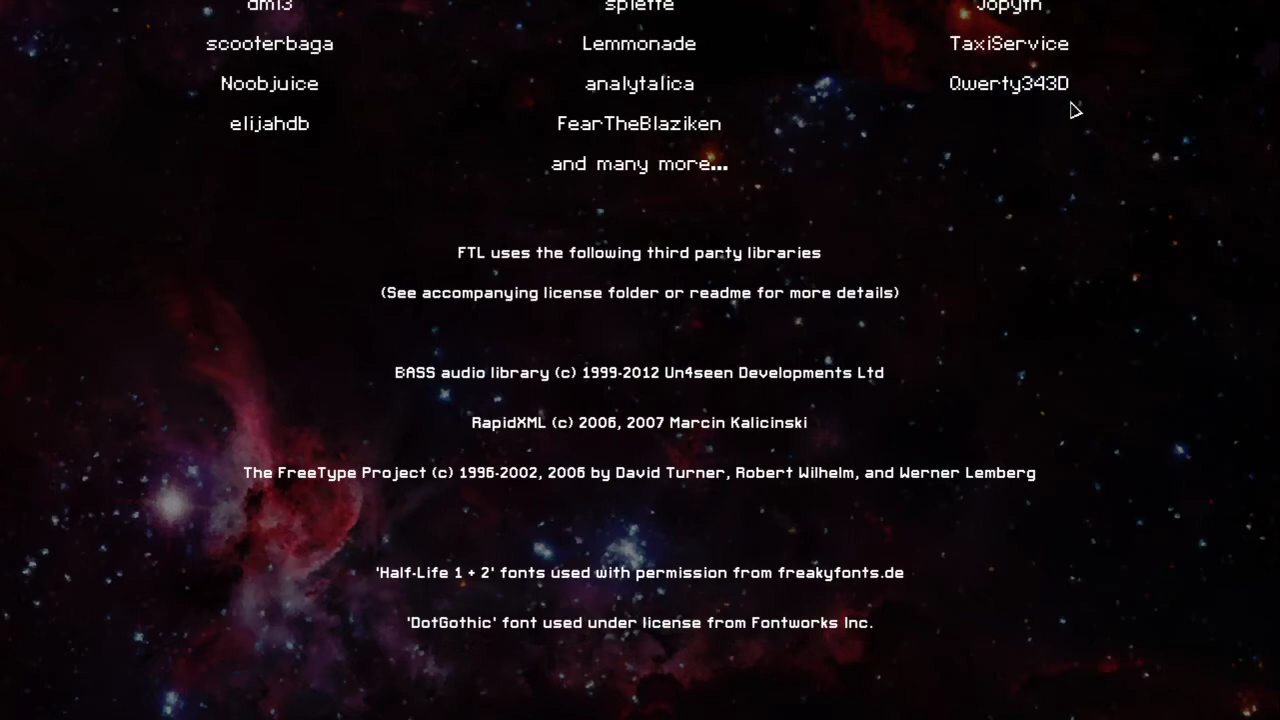 dml3 splette Jopyth
scooterbaga Lemmonade TaxiService
Noobjuice analytalica Qwerty343D
elijahdb FearTheBlaziken
and many more...
FTL uses the following third party libraries
(See accompanying license folder or readme for more details)
BASS audio library (c) 1999-2012 Un4seen Developments Ltd
RapidXML (c) 2006, 2007 Marcin Kalicinski
The FreeType Project (c) 1996-2002, 2006 by David Turner, Robert Wilhelm, and Werner Lemberg
'Half-Life 1 + 2' fonts used with permission from freakyfonts.de
'DotGothic' font used under license from Fontworks Inc.